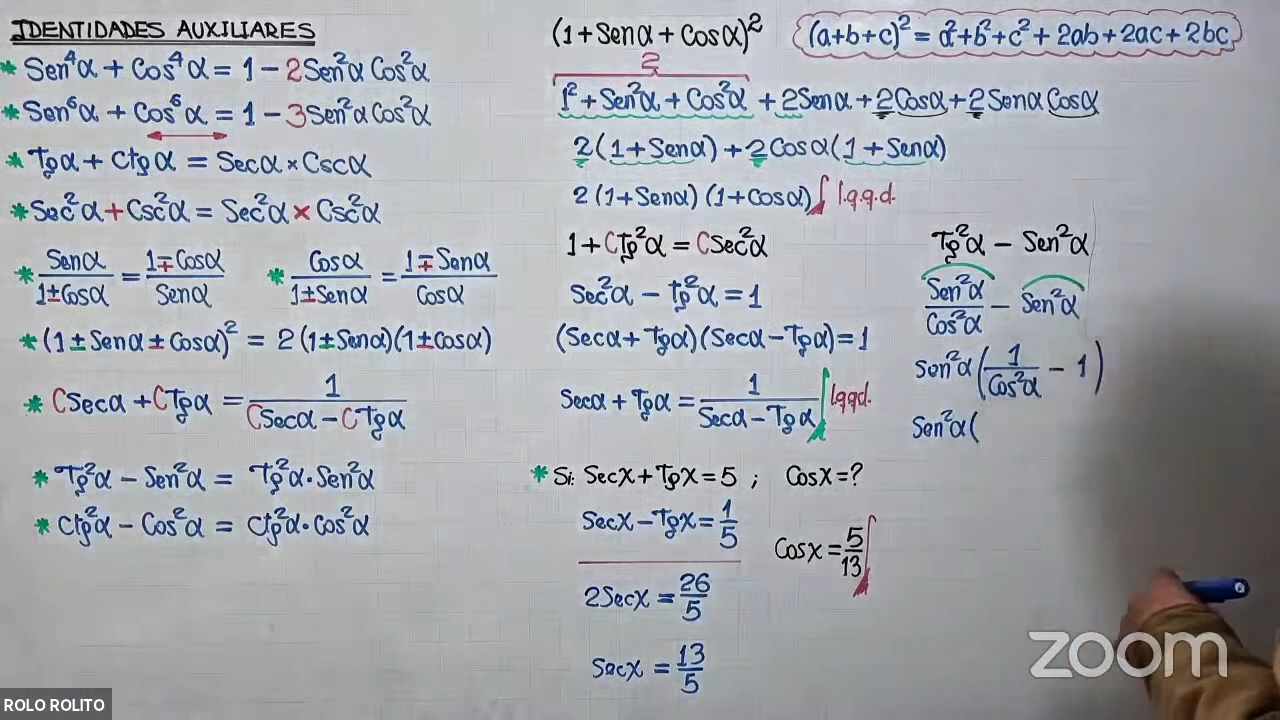 IDENTIDADES AUXILIARES
* Sen⁴α + Cos⁴α = 1 - 2Sen²α Cos²α
* Sen⁶α + Cos⁶α = 1 - 3Sen²α Cos²α
* Tgα + Ctgα = Secα × Cscα
* Sec²α + Csc²α = Sec²α × Csc²α
* Senα/(1±Cosα) = (1∓Cosα)/Senα * Cosα/(1±Senα) = (1∓Senα)/Cosα
* (1 ± Senα ± Cosα)² = 2(1±Senα)(1±Cosα)
* CSecα + CTgα = 1/(CSecα - CTgα)
* Tg²α - Sen²α = Tg²α · Sen²α
* Ctg²α - Cos²α = Ctg²α · Cos²α
(1 + Senα + Cosα)²
(a+b+c)² = a²+b²+c² + 2ab + 2ac + 2bc
2
1² + Sen²α + Cos²α + 2Senα + 2Cosα + 2SenαCosα
2(1+Senα) + 2Cosα(1+Senα)
2(1+Senα)(1+Cosα) l.q.q.d.
1 + CTg²α = CSec²α
Sec²α - Tg²α = 1
(Secα + Tgα)(Secα - Tgα) = 1
Secα + Tgα = 1/(Secα - Tgα) lqqd.
* Si: Secx + Tgx = 5 ; Cosx = ?
Secx - Tgx = 1/5
2Secx = 26/5
Secx = 13/5
Cosx = 5/13
Tg²α - Sen²α
Sen²α/Cos²α - Sen²α
Sen²α(1/Cos²α - 1)
Sen²α(
zoom
ROLO ROLITO